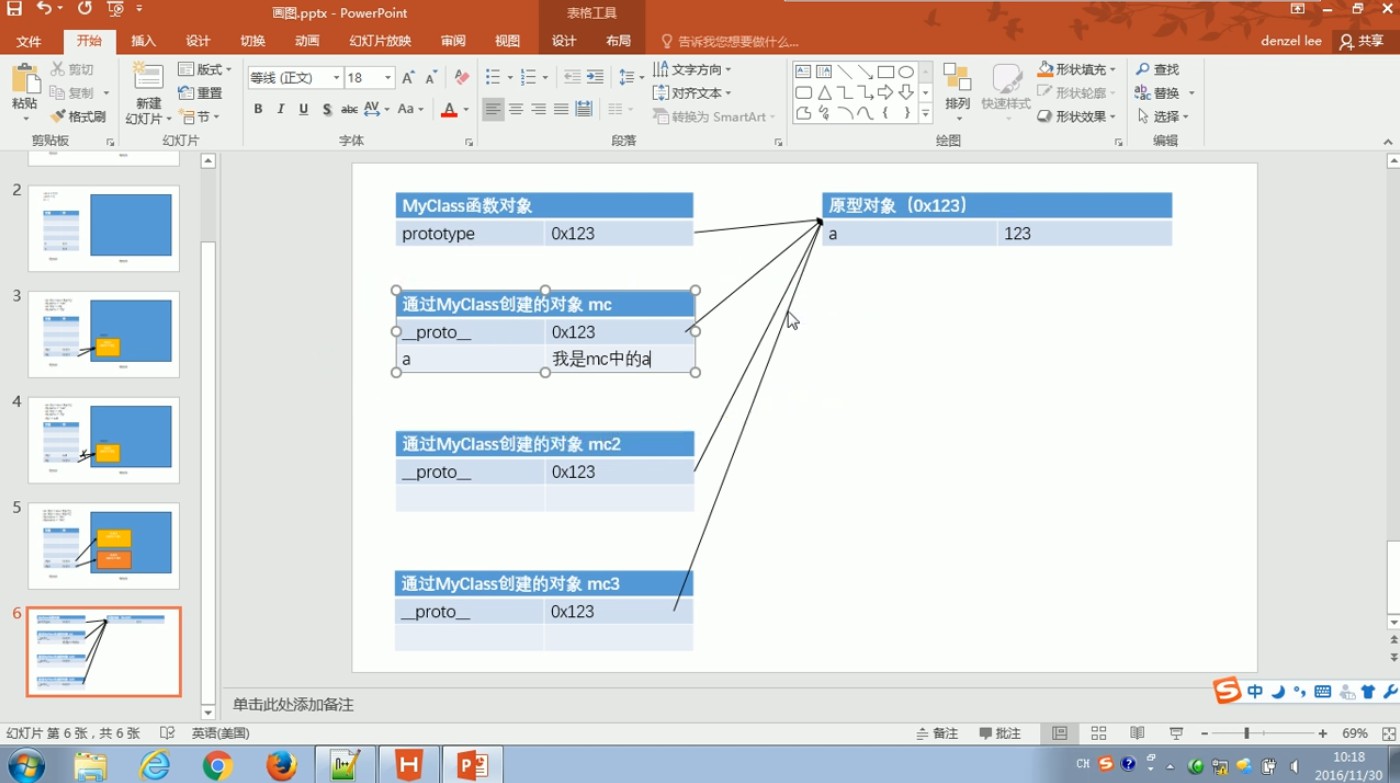 画图.pptx - PowerPoint
表格工具
文件 开始 插入 设计 切换 动画 幻灯片放映 审阅 视图 设计 布局 告诉我您想要做什么... denzel lee 共享
粘贴
剪切
复制
格式刷
剪贴板
新建
幻灯片
版式
重置
节
幻灯片
等线 (正文) 18
B I U S abc AV Aa A
字体
文字方向
对齐文本
转换为 SmartArt
段落
排列
快速样式
形状填充
形状轮廓
形状效果
绘图
查找
替换
选择
编辑
2
3
4
5
6
MyClass函数对象
prototype 0x123
原型对象（0x123）
a 123
通过MyClass创建的对象 mc
__proto__ 0x123
a 我是mc中的a
通过MyClass创建的对象 mc2
__proto__ 0x123
通过MyClass创建的对象 mc3
__proto__ 0x123
单击此处添加备注
中
幻灯片 第 6 张，共 6 张 英语(美国) 备注 批注 69%
CH
10:18
2016/11/30